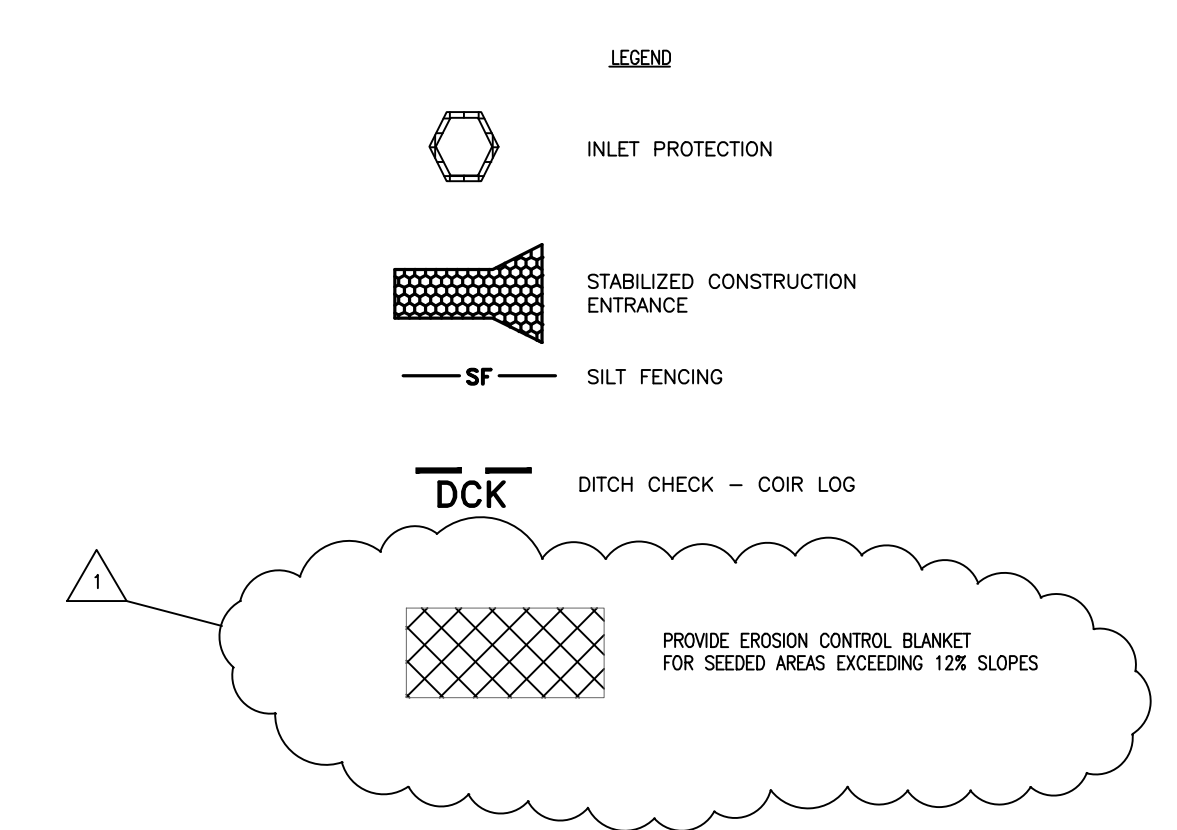 LEGEND
INLET PROTECTION
STABILIZED CONSTRUCTION
ENTRANCE
SF
SILT FENCING
DCK
DITCH CHECK – COIR LOG
1
PROVIDE EROSION CONTROL BLANKET
FOR SEEDED AREAS EXCEEDING 12% SLOPES